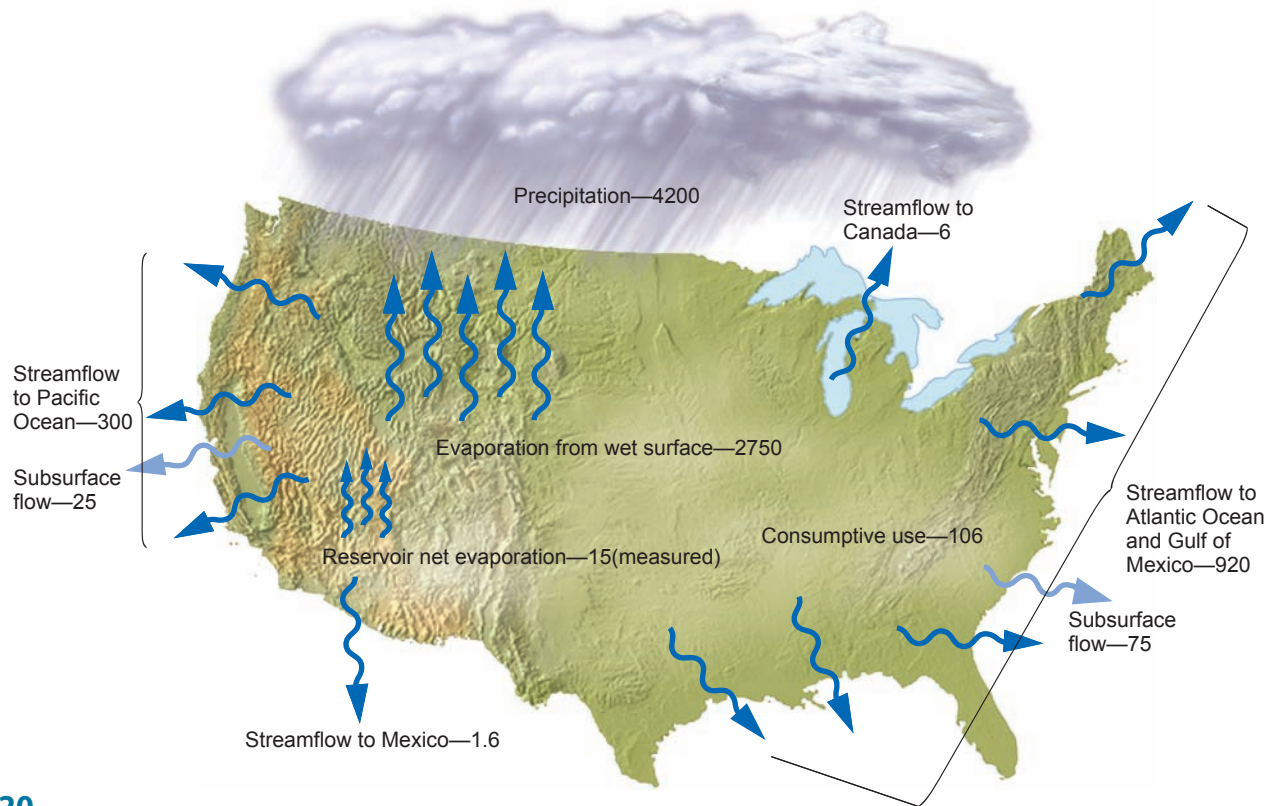 Precipitation—4200
Streamflow to
Canada—6
Streamflow
to Pacific
Ocean—300
Subsurface
flow—25
Evaporation from wet surface—2750
Reservoir net evaporation—15(measured)
Consumptive use—106
Streamflow to
Atlantic Ocean
and Gulf of
Mexico—920
Subsurface
flow—75
Streamflow to Mexico—1.6